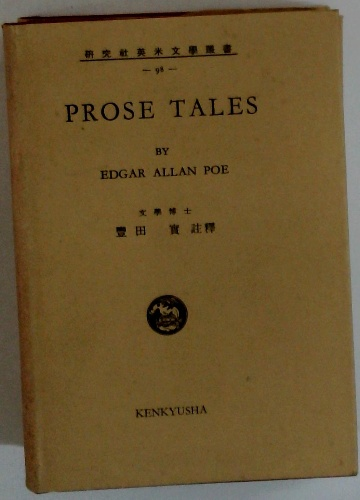 研究社英米文學叢書
— 98 —
PROSE TALES
BY
EDGAR ALLAN POE
文學博士
豐田 實 註釋
KENKYUSHA